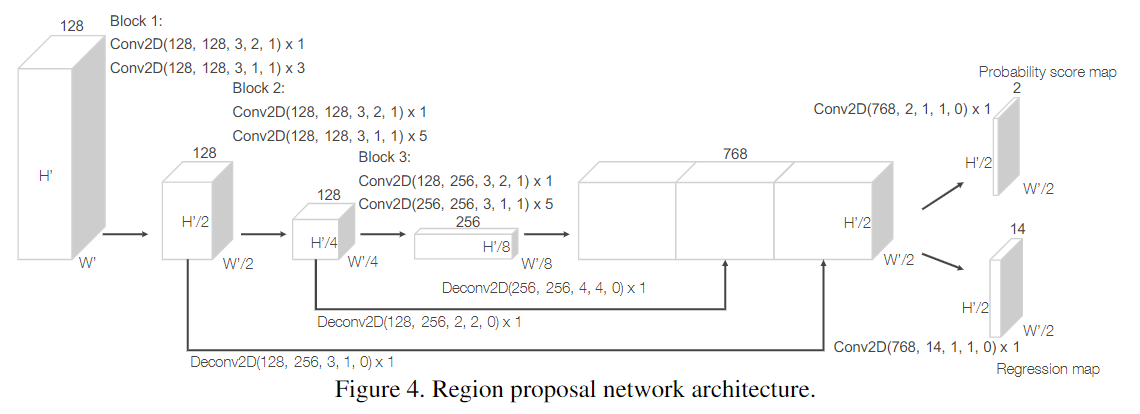 128
Block 1:
Conv2D(128, 128, 3, 2, 1) x 1
Conv2D(128, 128, 3, 1, 1) x 3
H'
W'
Block 2:
Conv2D(128, 128, 3, 2, 1) x 1
Conv2D(128, 128, 3, 1, 1) x 5
128
H'/2
W'/2
Block 3:
Conv2D(128, 256, 3, 2, 1) x 1
Conv2D(256, 256, 3, 1, 1) x 5
128
H'/4
W'/4
256
H'/8
W'/8
768
H'/2
W'/2
Deconv2D(256, 256, 4, 4, 0) x 1
Deconv2D(128, 256, 2, 2, 0) x 1
Deconv2D(128, 256, 3, 1, 0) x 1
Probability score map
2
Conv2D(768, 2, 1, 1, 0) x 1
H'/2
W'/2
14
H'/2
W'/2
Conv2D(768, 14, 1, 1, 0) x 1
Regression map
Figure 4. Region proposal network architecture.